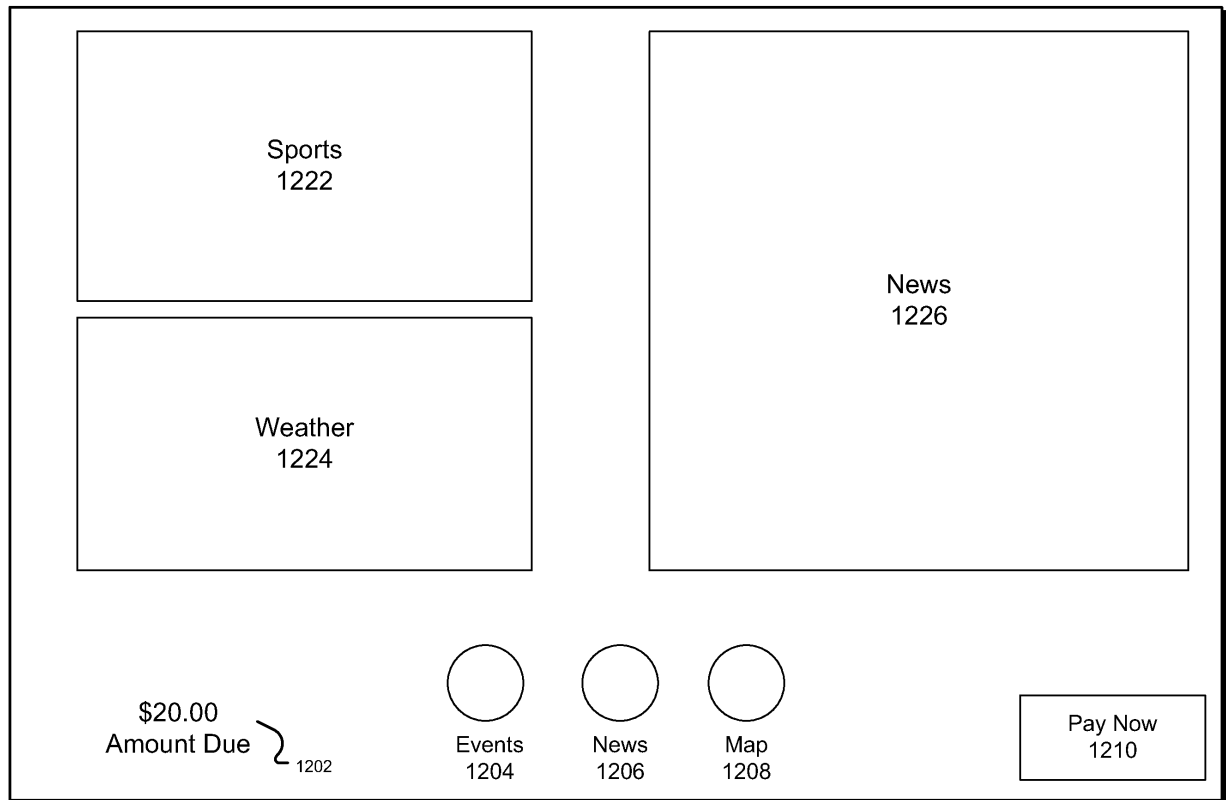 Sports
1222
News
1226
Weather
1224
$20.00
Amount Due
1202
Events
1204
News
1206
Map
1208
Pay Now
1210